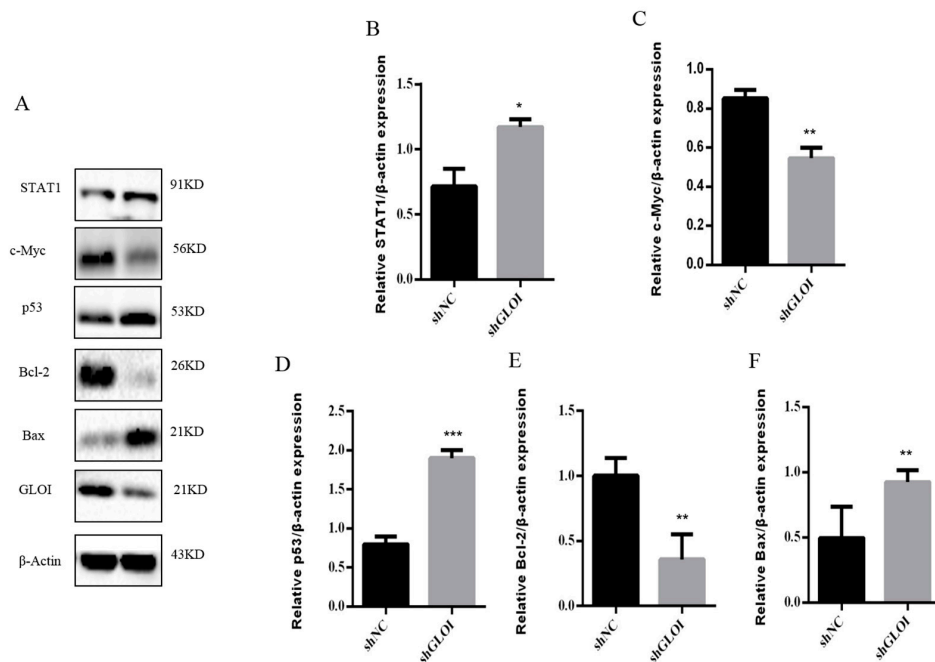 A
STAT1 91KD
c-Myc 56KD
p53 53KD
Bcl-2 26KD
Bax 21KD
GLOI 21KD
β-Actin 43KD
B
Relative STAT1/β-actin expression
1.5
1.0
0.5
0.0
*
shNC
shGLOI
C
Relative c-Myc/β-actin expression
1.0
0.8
0.6
0.4
0.2
0.0
**
shNC
shGLOI
D
Relative p53/β-actin expression
2.5
2.0
1.5
1.0
0.5
0.0
***
shNC
shGLOI
E
Relative Bcl-2/β-actin expression
1.5
1.0
0.5
0.0
**
shNC
shGLOI
F
Relative Bax/β-actin expression
1.5
1.0
0.5
0.0
**
shNC
shGLOI